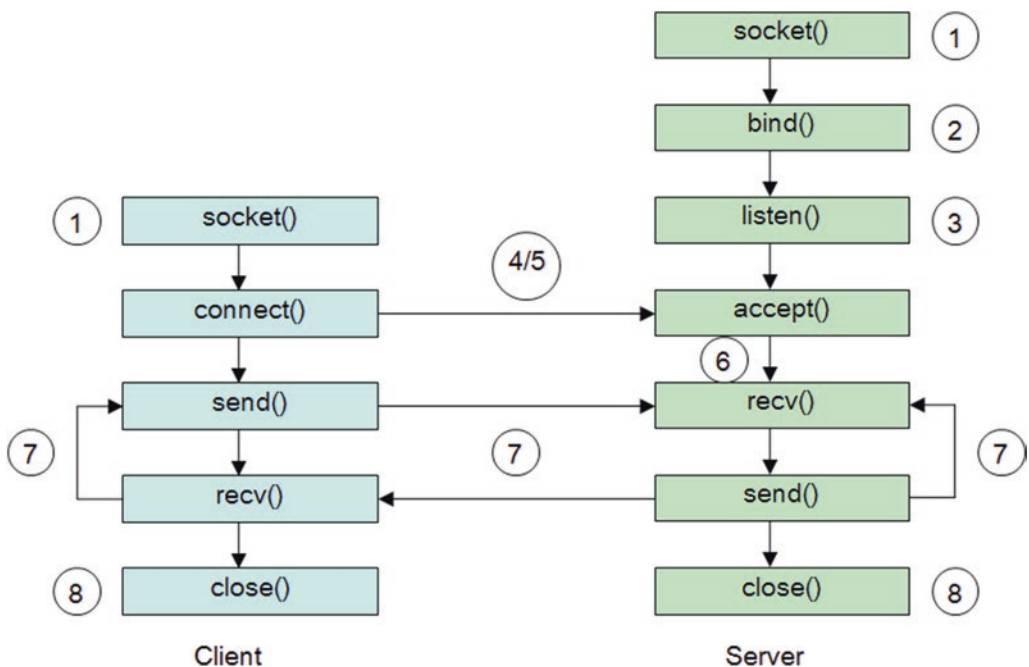 socket() 1
bind() 2
1 socket() listen() 3
4/5
connect() accept()
6
send() recv()
7 7 7
recv() send()
8 close() close() 8
Client Server